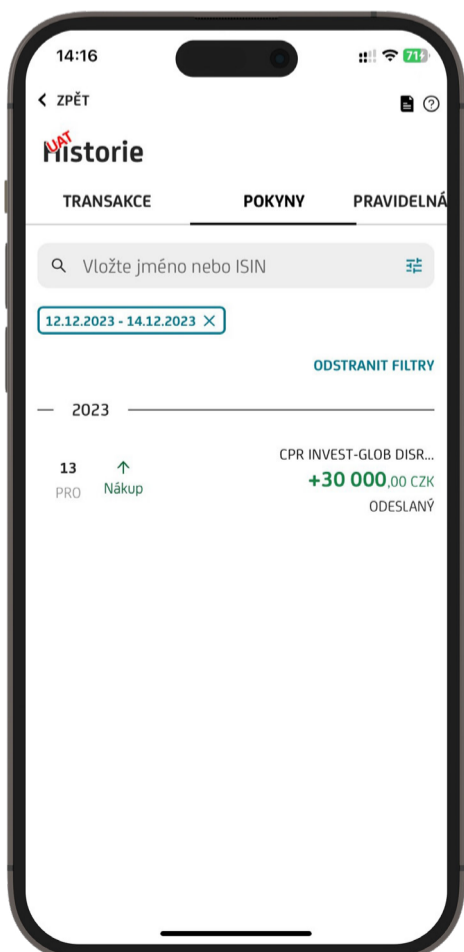 14:16
71
ZPĚT
UAT
Historie
TRANSAKCE POKYNY PRAVIDELNÁ
Vložte jméno nebo ISIN
12.12.2023 - 14.12.2023
ODSTRANIT FILTRY
2023
13 PRO
Nákup
CPR INVEST-GLOB DISR...
+30 000,00 CZK
ODESLANÝ